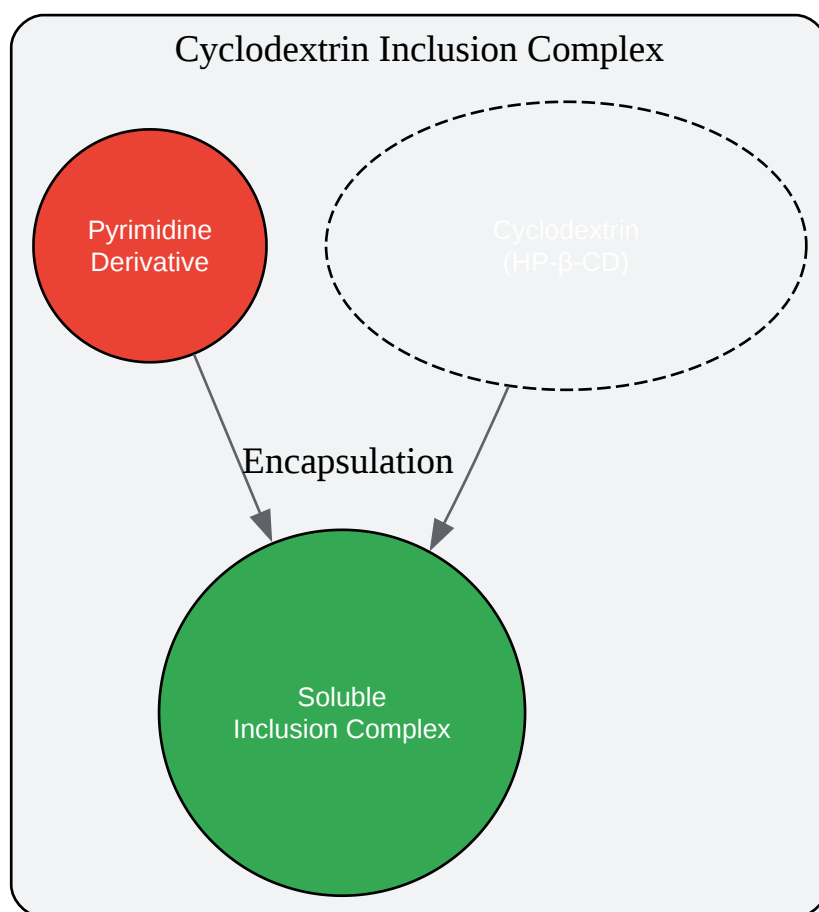 Cyclodextrin Inclusion Complex
Pyrimidine
Derivative
Cyclodextrin
(HP-β-CD)
Encapsulation
Soluble
Inclusion Complex